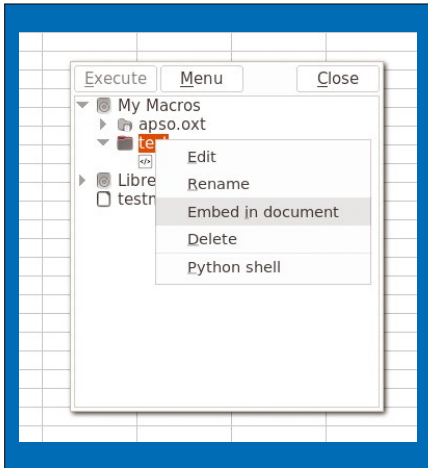 Execute Menu Close
My Macros
apso.oxt
Edit
Rename
Embed in document
Delete
Python shell